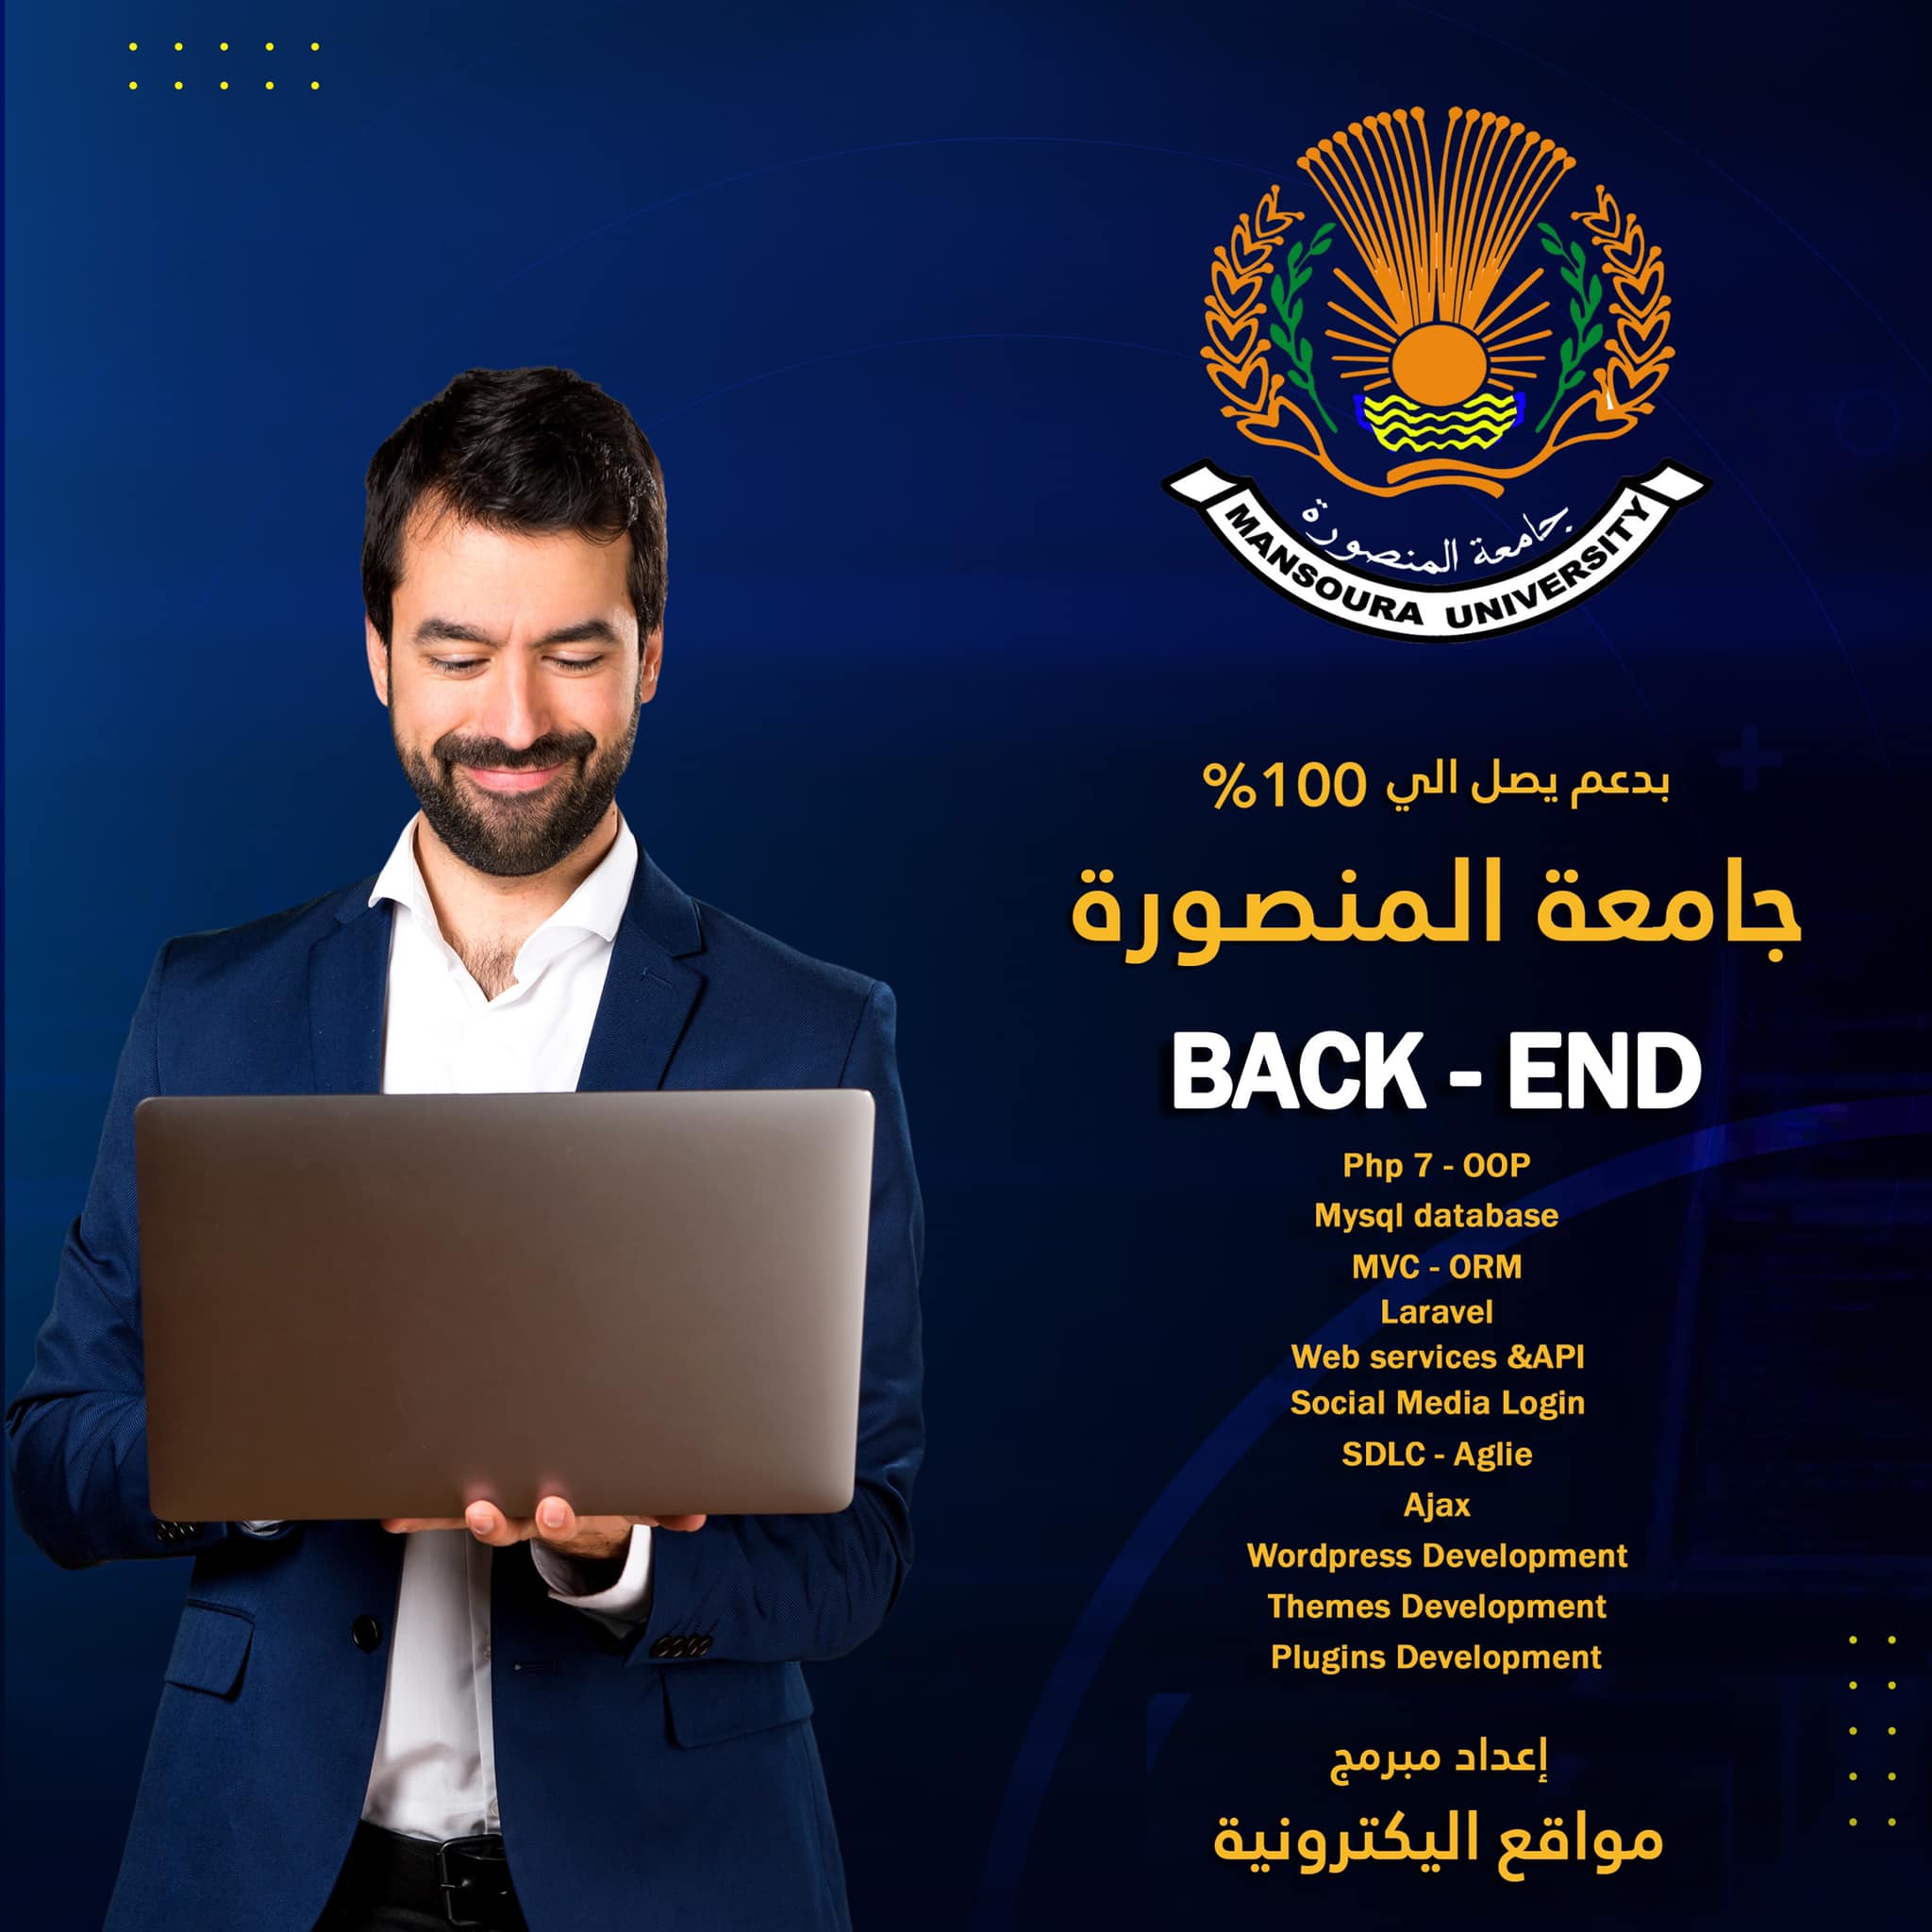 جامعة المنصورة
MANSOURA UNIVERSITY
بدعم يصل الي 100%
جامعة المنصورة
BACK - END
Php 7 - OOP
Mysql database
MVC - ORM
Laravel
Web services &API
Social Media Login
SDLC - Aglie
Ajax
Wordpress Development
Themes Development
Plugins Development
إعداد مبرمج
مواقع اليكترونية